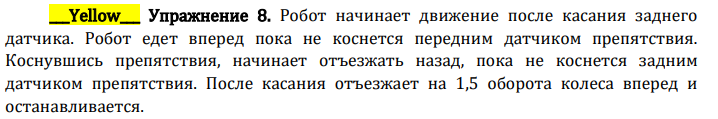 __Yellow__ Упражнение 8. Робот начинает движение после касания заднего
датчика. Робот едет вперед пока не коснется передним датчиком препятствия.
Коснувшись препятствия, начинает отъезжать назад, пока не коснется задним
датчиком препятствия. После касания отъезжает на 1,5 оборота колеса вперед и
останавливается.